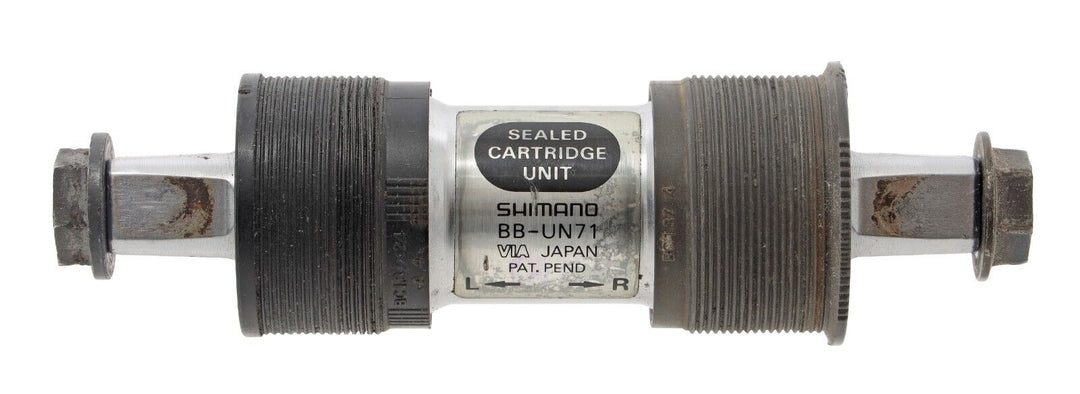 SEALED
CARTRIDGE
UNIT
SHIMANO
BB-UN71
VIA JAPAN
PAT. PEND
L R